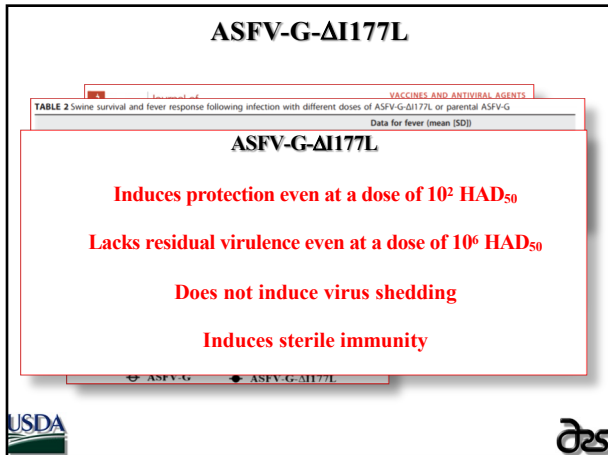 ASFV-G-ΔI177L
VACCINES AND ANTIVIRAL AGENTS
TABLE 2 Swine survival and fever response following infection with different doses of ASFV-G-ΔI177L or parental ASFV-G
Data for fever (mean [SD])
ASFV-G-ΔI177L
Induces protection even at a dose of 10² HAD₅₀
Lacks residual virulence even at a dose of 10⁶ HAD₅₀
Does not induce virus shedding
Induces sterile immunity
ASFV-G ASFV-G-ΔI177L
USDA